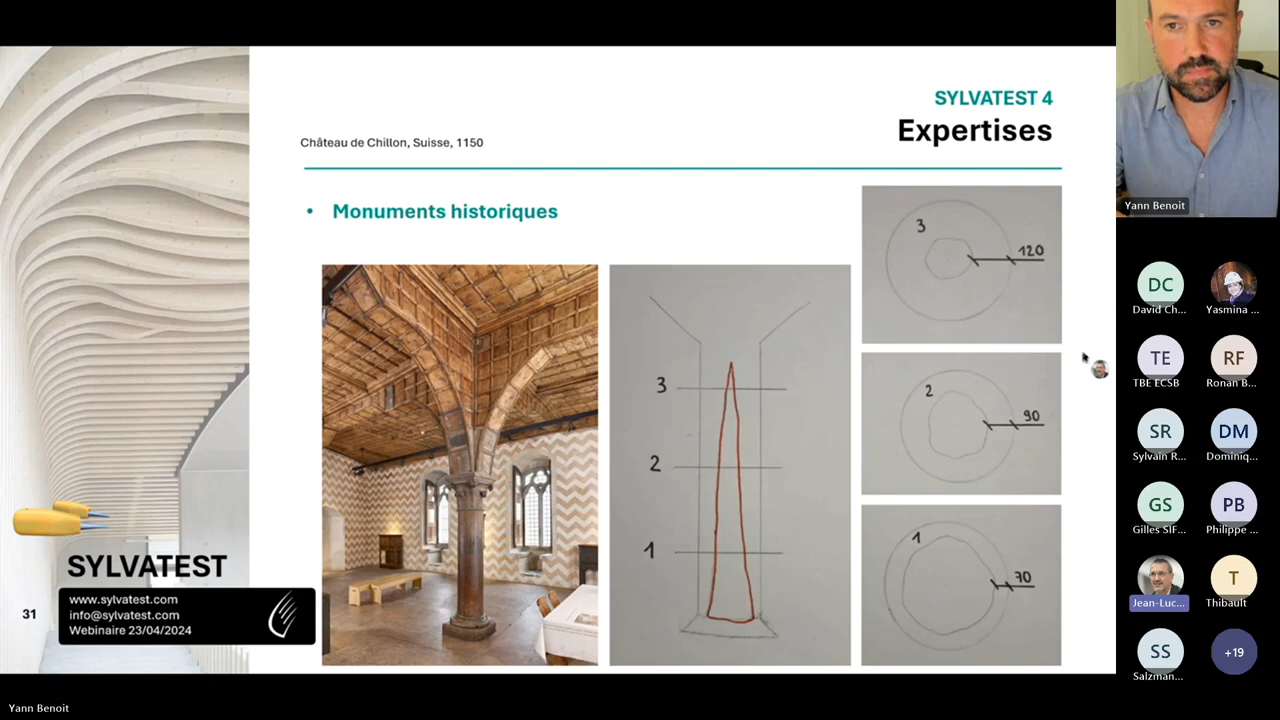 SYLVATEST 4
Expertises
Château de Chillon, Suisse, 1150
• Monuments historiques
3
2
1
3
120
2
90
1
70
SYLVATEST
www.sylvatest.com
info@sylvatest.com
Webinaire 23/04/2024
31
Yann Benoit
DC
David Ch...
Yasmina ...
TE
TBE ECSB
RF
Ronan B...
SR
Sylvain R...
DM
Dominiq...
GS
Gilles SIF...
PB
Philippe ...
Jean-Luc...
T
Thibault
SS
Salzman...
+19
Yann Benoit